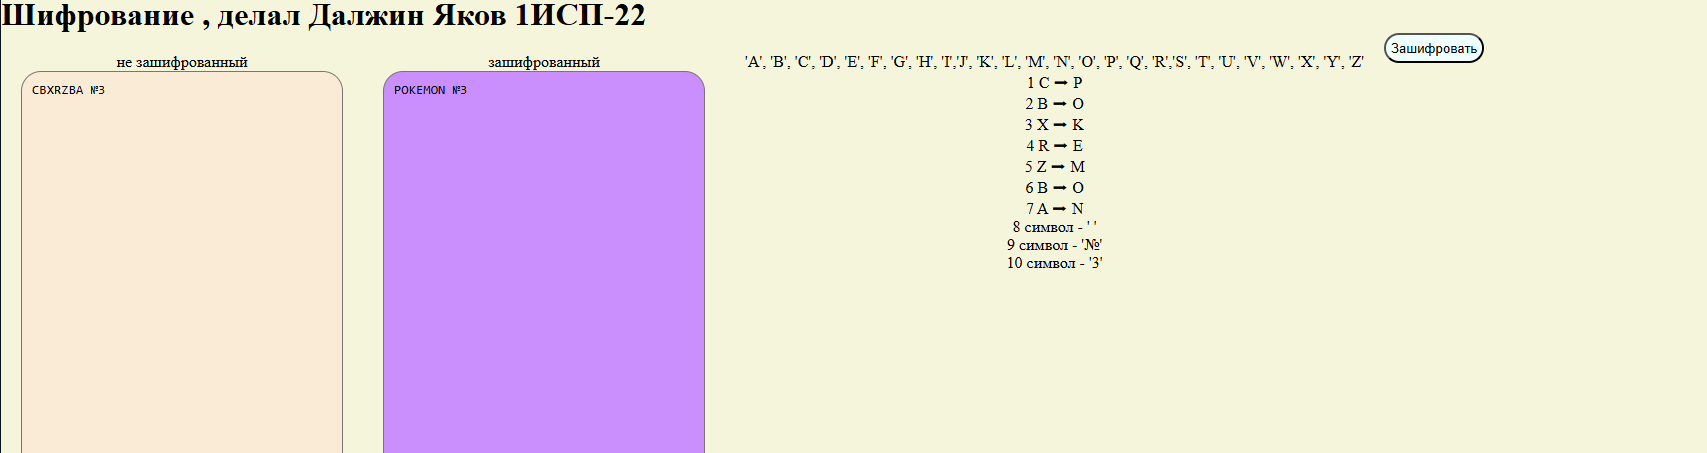 Шифрование , делал Далжин Яков 1ИСП-22
не зашифрованный
CBXRZBA №3
зашифрованный
POKEMON №3
'A', 'B', 'C', 'D', 'E', 'F', 'G', 'H', 'I','J', 'K', 'L', 'M', 'N', 'O', 'P', 'Q', 'R','S', 'T', 'U', 'V', 'W', 'X', 'Y', 'Z'
1 C ➞ P
2 B ➞ O
3 X ➞ K
4 R ➞ E
5 Z ➞ M
6 B ➞ O
7 A ➞ N
8 символ - ' '
9 символ - '№'
10 символ - '3'
Зашифровать